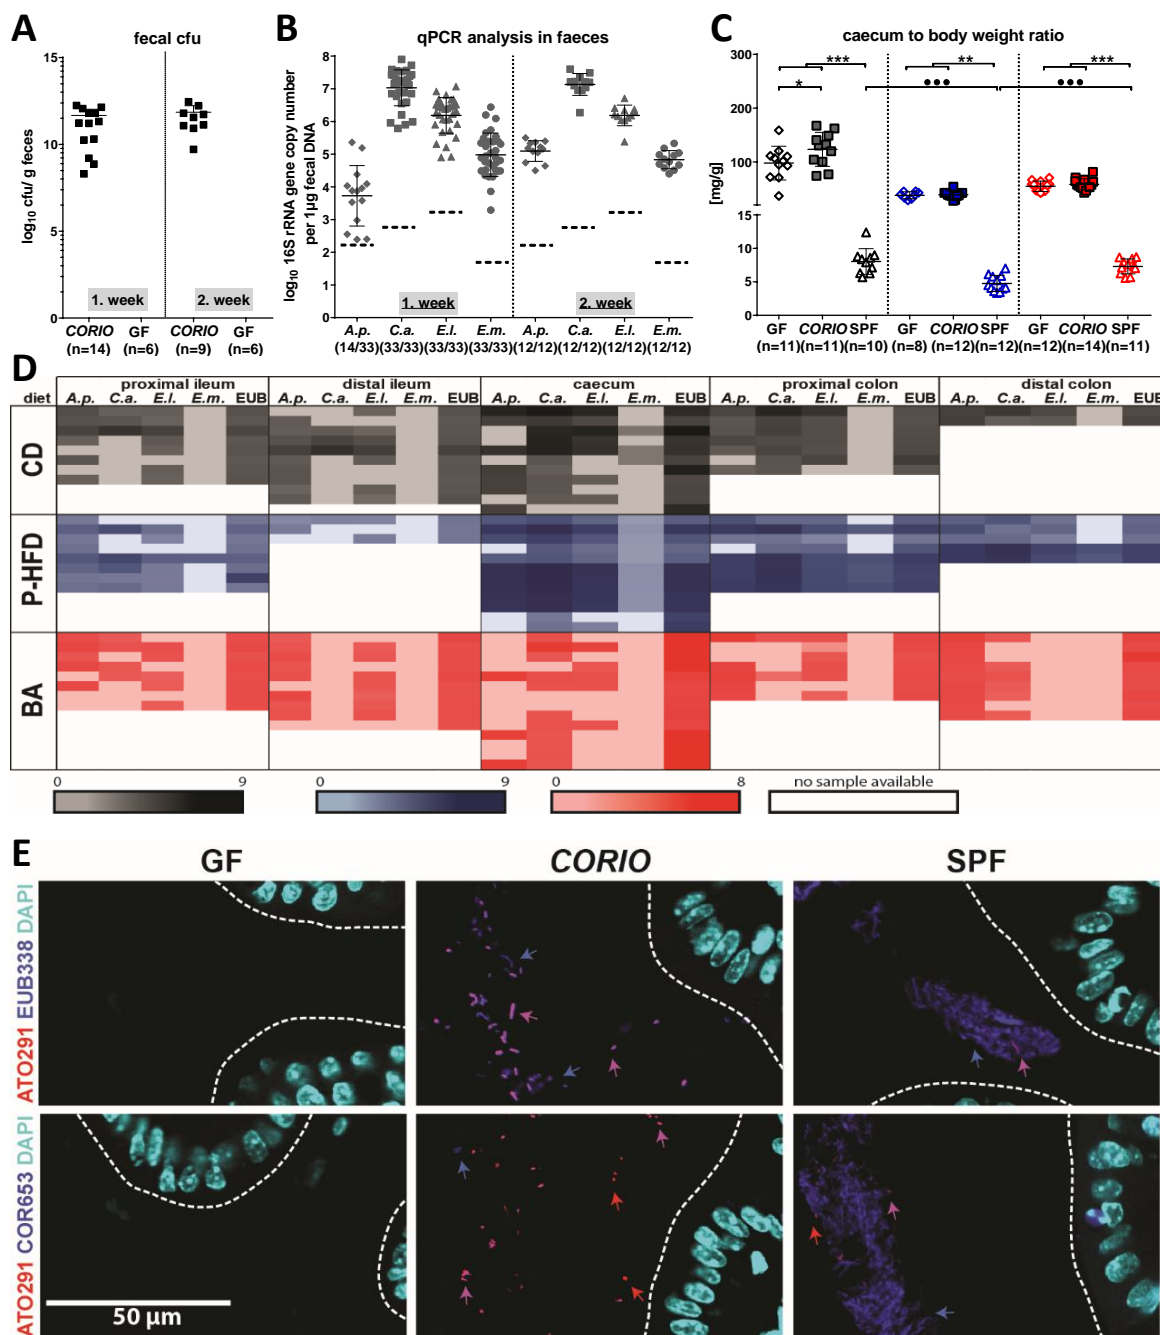 A
fecal cfu
log10 cfu/ g feces
15
10
5
0
1. week
2. week
CORIO
GF
CORIO
GF
(n=14)
(n=6)
(n=9)
(n=6)
B
qPCR analysis in faeces
log10 16S rRNA gene copy number
per 1µg fecal DNA
8
7
6
5
4
3
2
1
0
1. week
2. week
A.p. C.a. E.l. E.m. A.p. C.a. E.l. E.m.
(14/33)(33/33)(33/33)(33/33)(12/12)(12/12)(12/12)(12/12)
C
caecum to body weight ratio
[mg/g]
300
200
100
15
10
5
0
*** ** ***
* ●●● ●●●
GF CORIO SPF GF CORIO SPF GF CORIO SPF
(n=11)(n=11)(n=10) (n=8) (n=12)(n=12)(n=12)(n=14)(n=11)
D
proximal ileum distal ileum caecum proximal colon distal colon
diet A.p. C.a. E.l. E.m. EUB A.p. C.a. E.l. E.m. EUB A.p. C.a. E.l. E.m. EUB A.p. C.a. E.l. E.m. EUB A.p. C.a. E.l. E.m. EUB
CD
P-HFD
BA
0 9 0 9 0 8 no sample available
E
GF CORIO SPF
ATO291 EUB338 DAPI
ATO291 COR653 DAPI
50 µm